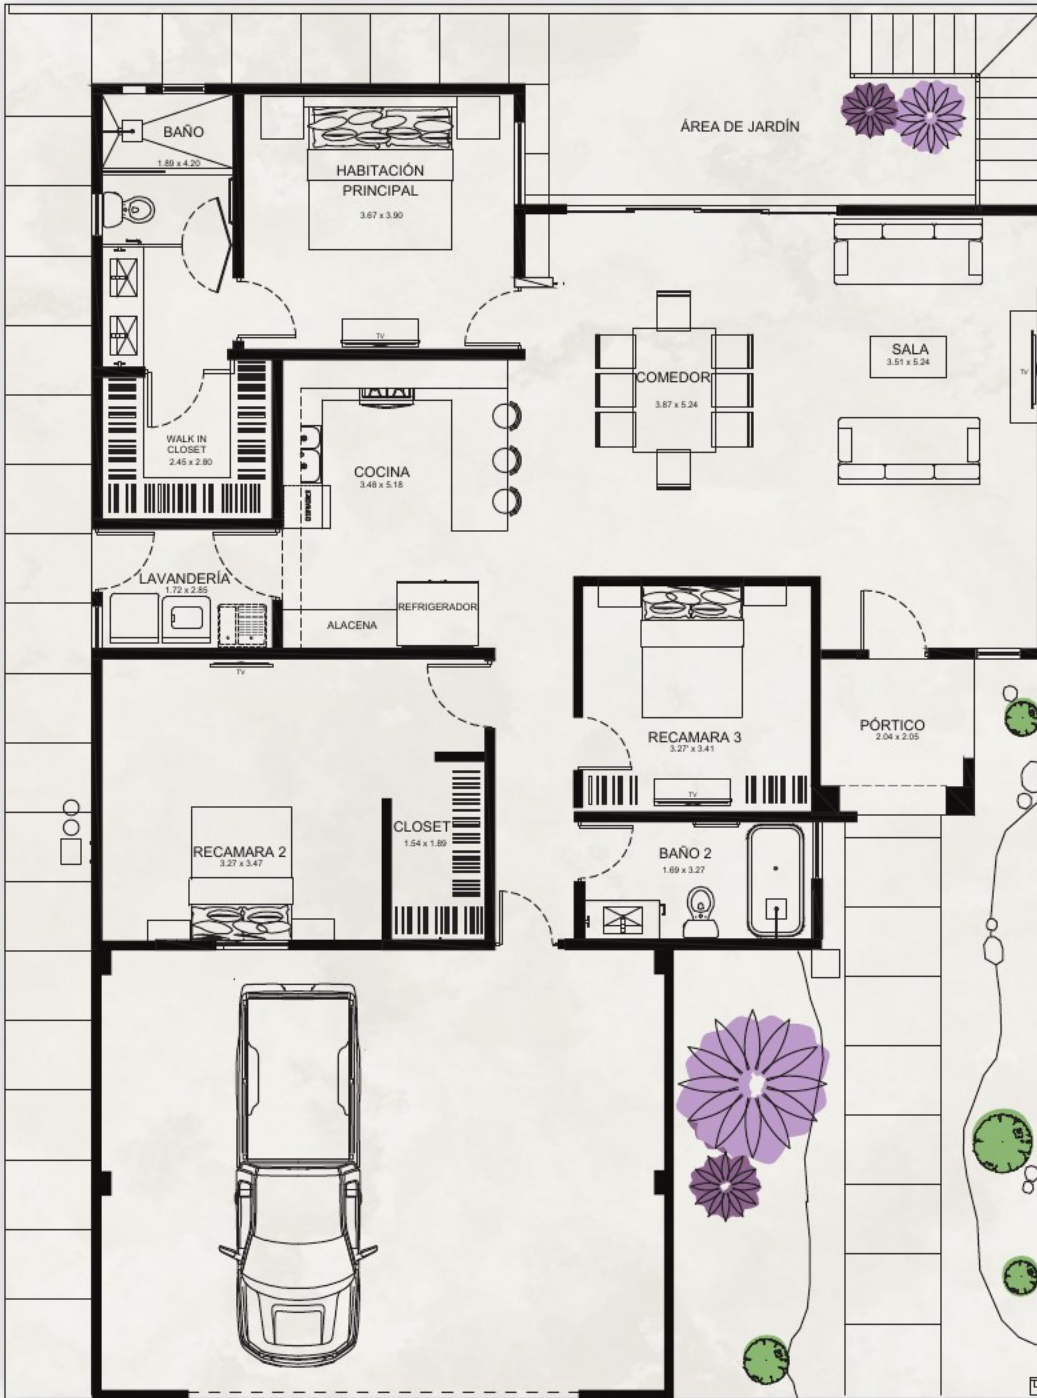 BAÑO
1.89 x 4.20
HABITACIÓN
PRINCIPAL
3.67 x 3.90
ÁREA DE JARDÍN
TV
SALA
3.51 x 5.24
TV
COMEDOR
3.87 x 5.24
WALK IN
CLOSET
2.45 x 2.80
COCINA
3.48 x 5.18
LAVANDERÍA
1.72 x 2.85
REFRIGERADOR
ALACENA
TV
RECAMARA 3
3.27' x 3.41
TV
PÓRTICO
2.04 x 2.05
CLOSET
1.54 x 1.89
RECAMARA 2
3.27 x 3.47
BAÑO 2
1.69 x 3.27